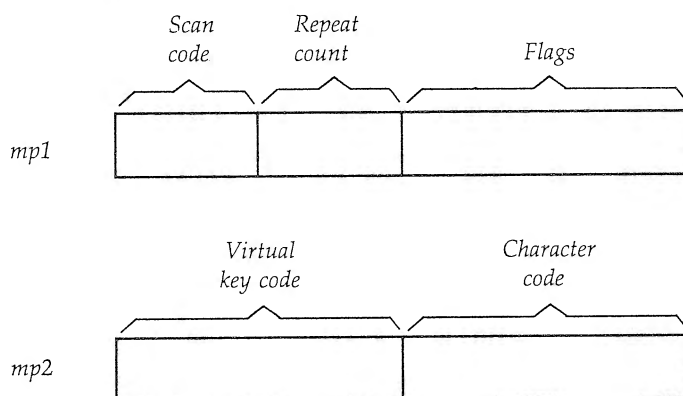 Scan
code
Repeat
count
Flags
mp1
Virtual
key code
Character
code
mp2